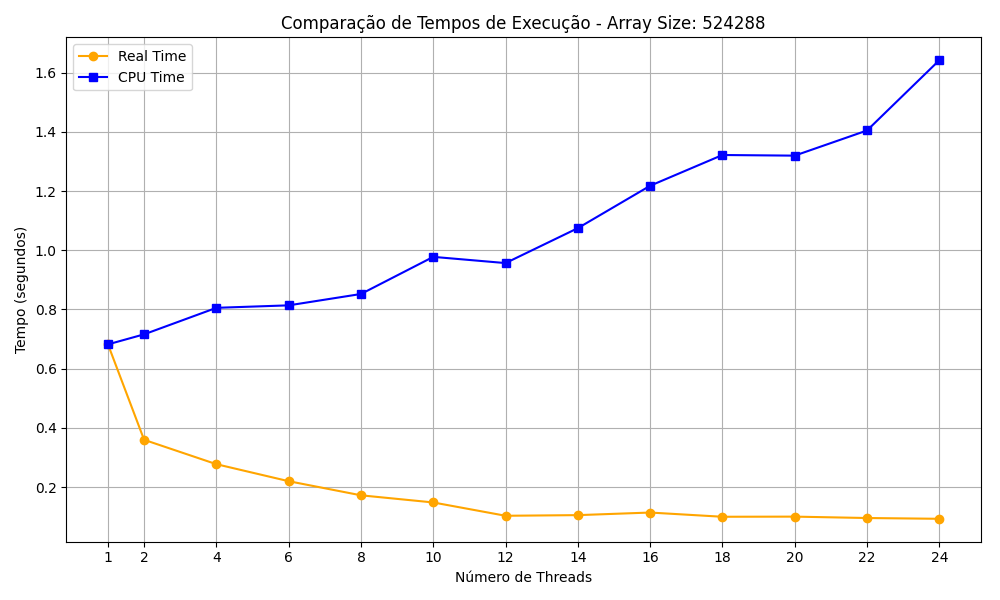 Comparação de Tempos de Execução - Array Size: 524288
Real Time
CPU Time
Tempo (segundos)
1.6
1.4
1.2
1.0
0.8
0.6
0.4
0.2
1 2 4 6 8 10 12 14 16 18 20 22 24
Número de Threads